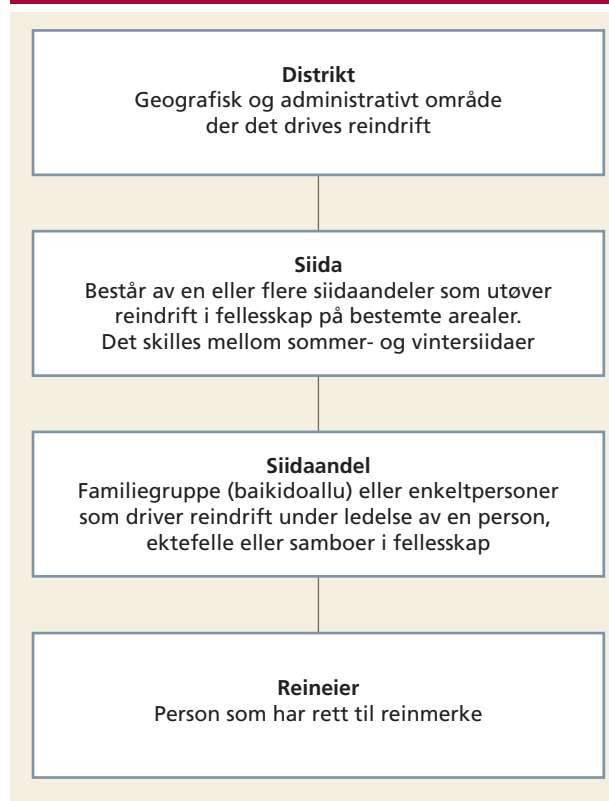 Distrikt
Geografisk og administrativt område
der det drives reindrift
Siida
Består av en eller flere siidaandeler som utøver
reindrift i fellesskap på bestemte arealer.
Det skilles mellom sommer- og vintersiidaer
Siidaandel
Familiegruppe (baikidoallu) eller enkeltpersoner
som driver reindrift under ledelse av en person,
ektefelle eller samboer i fellesskap
Reineier
Person som har rett til reinmerke